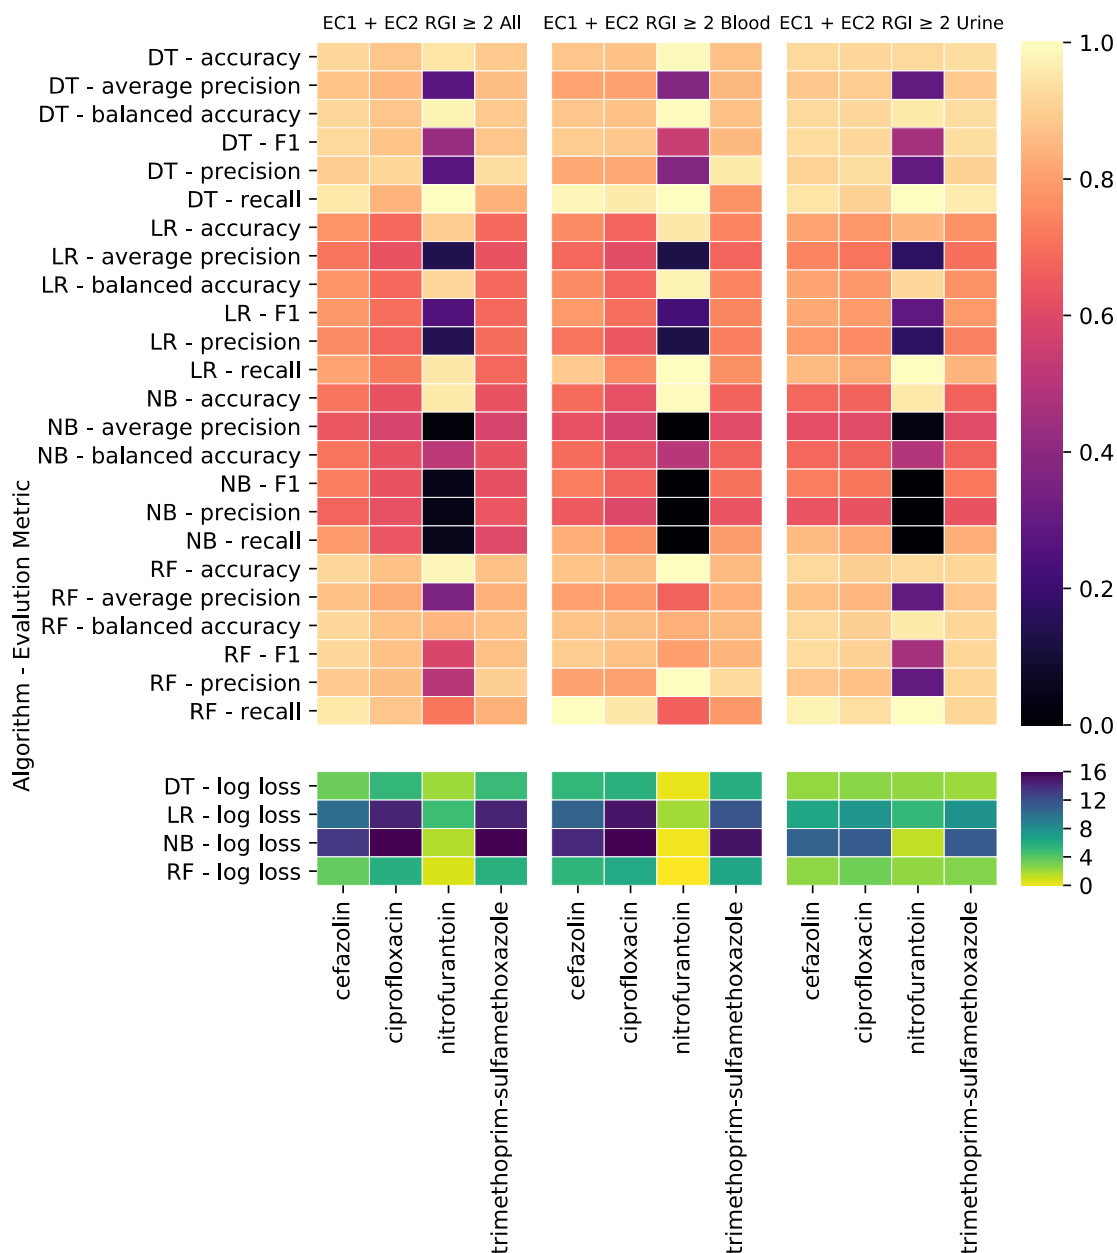 EC1 + EC2 RGI ≥ 2 All
EC1 + EC2 RGI ≥ 2 Blood
EC1 + EC2 RGI ≥ 2 Urine
Algorithm - Evalution Metric
DT - accuracy
DT - average precision
DT - balanced accuracy
DT - F1
DT - precision
DT - recall
LR - accuracy
LR - average precision
LR - balanced accuracy
LR - F1
LR - precision
LR - recall
NB - accuracy
NB - average precision
NB - balanced accuracy
NB - F1
NB - precision
NB - recall
RF - accuracy
RF - average precision
RF - balanced accuracy
RF - F1
RF - precision
RF - recall
1.0
0.8
0.6
0.4
0.2
0.0
DT - log loss
LR - log loss
NB - log loss
RF - log loss
16
12
8
4
0
cefazolin
ciprofloxacin
nitrofurantoin
trimethoprim-sulfamethoxazole
cefazolin
ciprofloxacin
nitrofurantoin
trimethoprim-sulfamethoxazole
cefazolin
ciprofloxacin
nitrofurantoin
trimethoprim-sulfamethoxazole